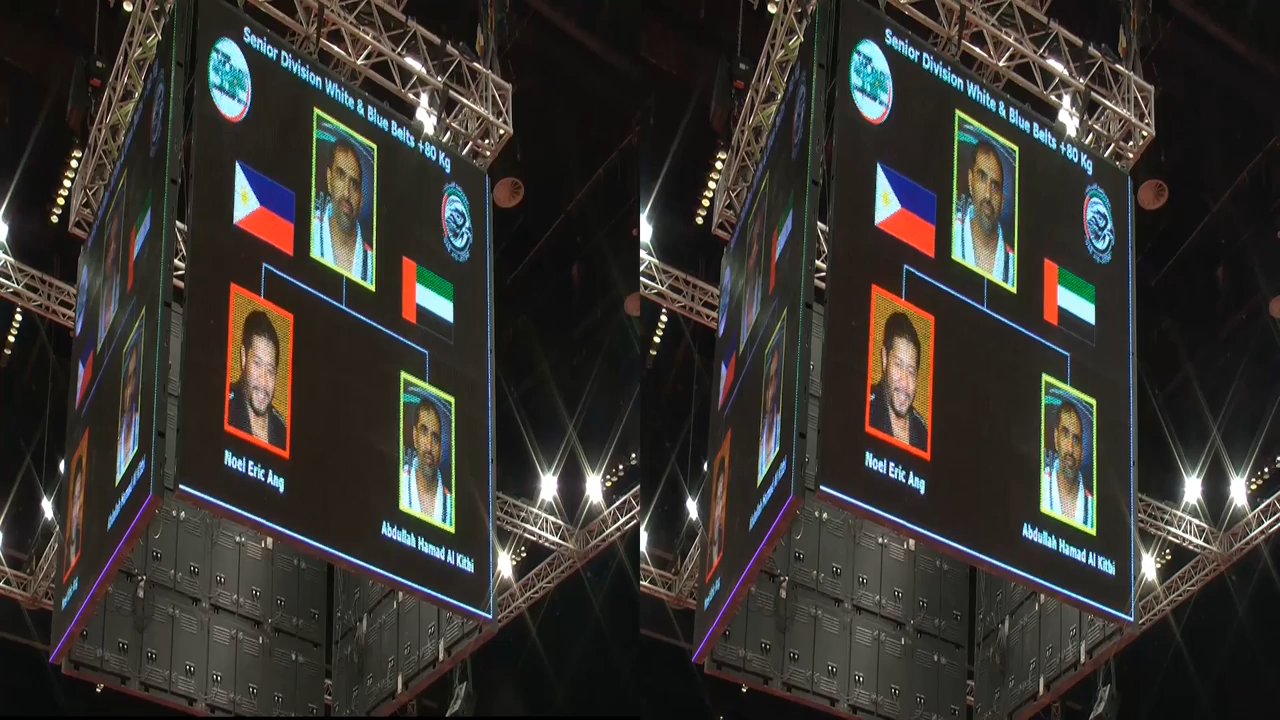 Senior Division White & Blue Belts +80 Kg
Noel Eric Ang
Abdullah Hamad Al Kitbi
Senior Division White & Blue Belts +80 Kg
Noel Eric Ang
Abdullah Hamad Al Kitbi